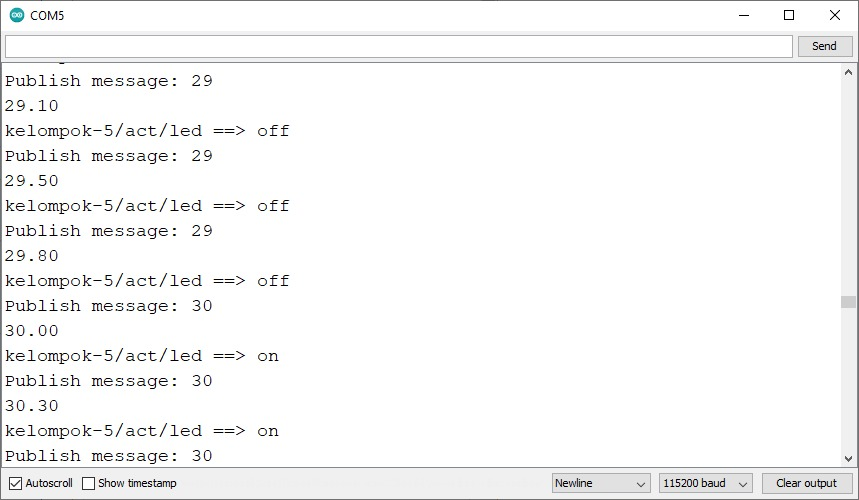 COM5
Send
Publish message: 29
29.10
kelompok-5/act/led ==> off
Publish message: 29
29.50
kelompok-5/act/led ==> off
Publish message: 29
29.80
kelompok-5/act/led ==> off
Publish message: 30
30.00
kelompok-5/act/led ==> on
Publish message: 30
30.30
kelompok-5/act/led ==> on
Publish message: 30
Autoscroll Show timestamp Newline 115200 baud Clear output